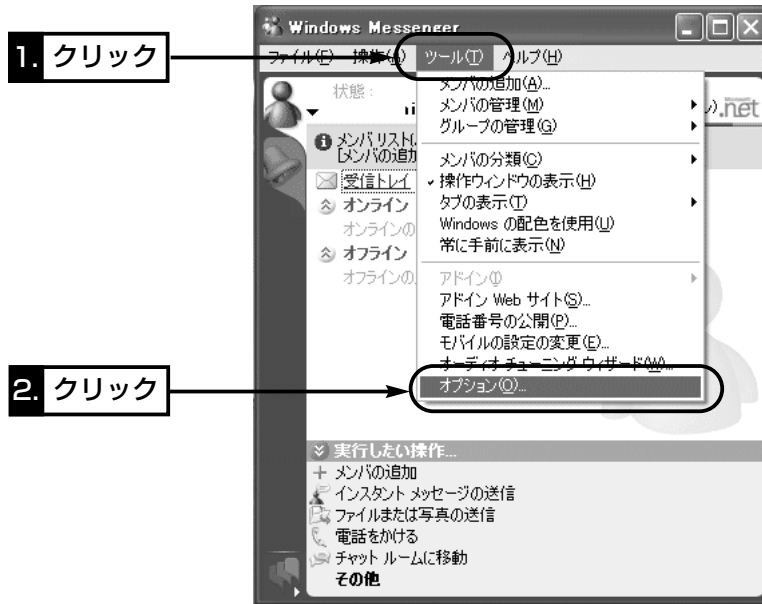 Windows Messenger
1. クリック
ファイル(F) 操作(A) ツール(T) ヘルプ(H)
状態 :
.net
メンバの追加(A)...
メンバの管理(M)
グループの管理(G)
メンバ リスト
[メンバの追加
メンバの分類(C)
操作ウィンドウの表示(H)
タブの表示(T)
Windows の配色を使用(U)
常に手前に表示(N)
受信トレイ
オンライン
オンラインの
オフライン
オフラインの
アドイン(I)
アドイン Web サイト(S)...
電話番号の公開(P)...
モバイルの設定の変更(E)...
オーディオ チューニング ウィザード(W)...
2. クリック
オプション(O)...
実行したい操作...
メンバの追加
インスタント メッセージの送信
ファイルまたは写真の送信
電話をかける
チャット ルームに移動
その他